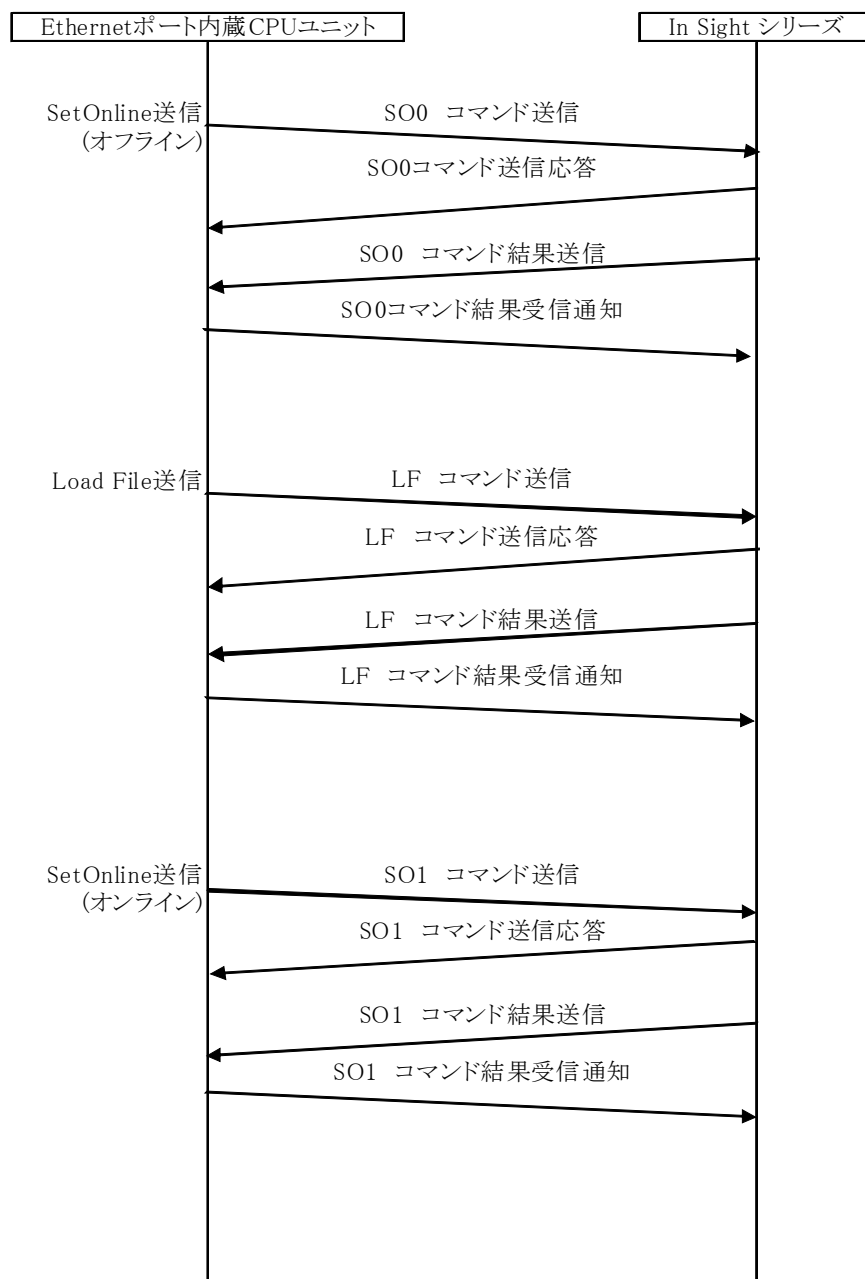 Ethernetポート内蔵CPUユニット
In Sight シリーズ
SetOnline送信
(オフライン)
SO0 コマンド送信
SO0コマンド送信応答
SO0 コマンド結果送信
SO0コマンド結果受信通知
Load File送信
LF コマンド送信
LF コマンド送信応答
LF コマンド結果送信
LF コマンド結果受信通知
SetOnline送信
(オンライン)
SO1 コマンド送信
SO1 コマンド送信応答
SO1 コマンド結果送信
SO1 コマンド結果受信通知